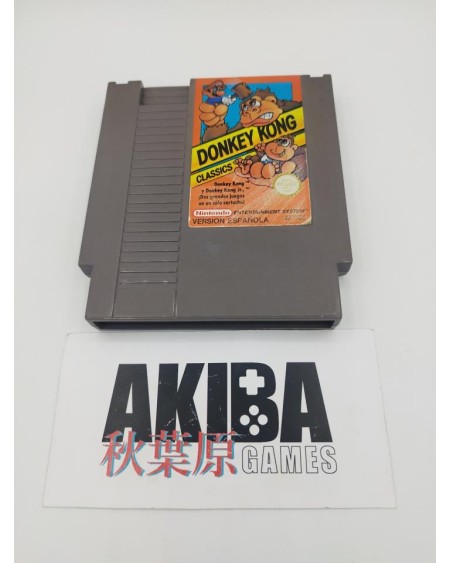 DONKEY KONG
CLASSICS
Donkey Kong
y Donkey Kong Jr.,
¡Dos grandes juegos
en un solo cartucho!
Nintendo ENTERTAINMENT SYSTEM
VERSION ESPAÑOLA
AKIBA
秋葉原 GAMES